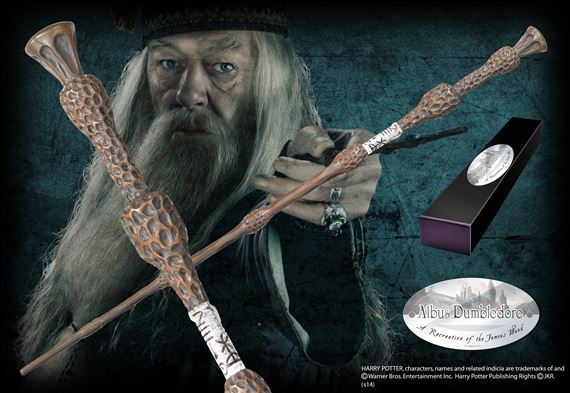 Albus Dumbledore
A Recreation of the Famous Wand
HARRY POTTER, characters, names and related indicia are trademarks of and
©Warner Bros. Entertainment Inc. Harry Potter Publishing Rights ©JKR.
(s14)